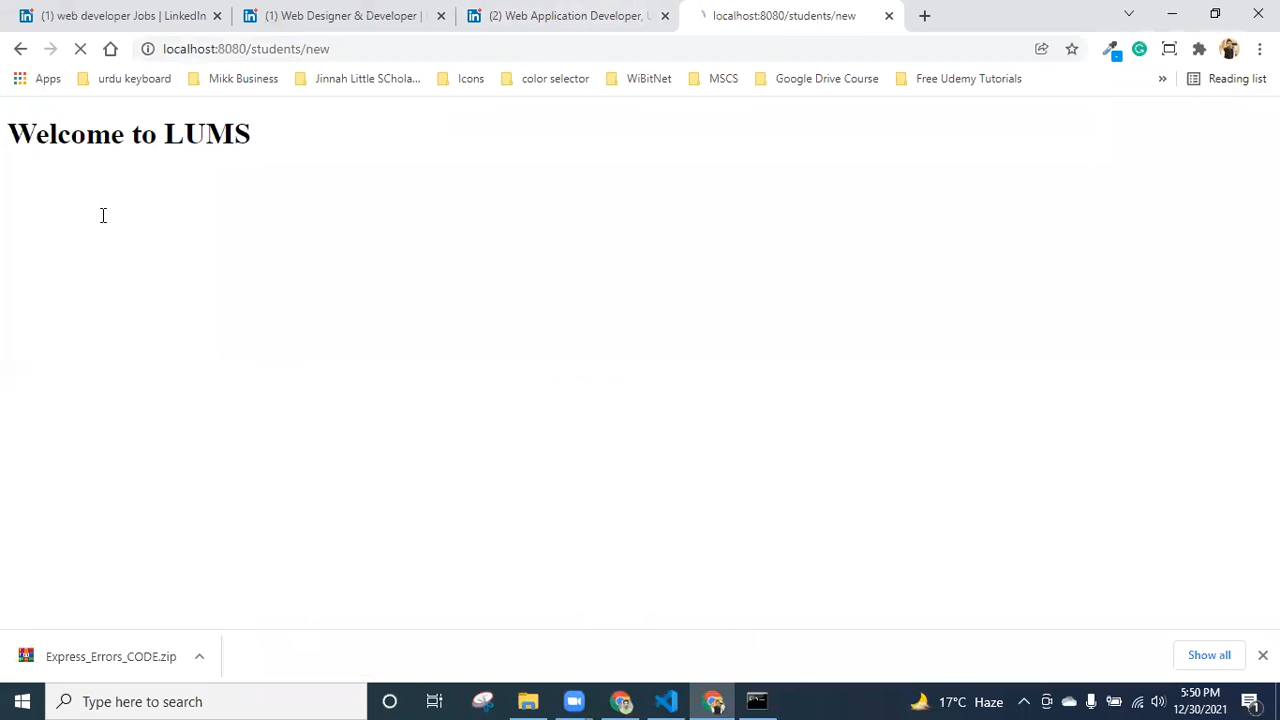 (1) web developer Jobs | LinkedIn
(1) Web Designer & Developer |
(2) Web Application Developer, L
localhost:8080/students/new
localhost:8080/students/new
Apps
urdu keyboard
Mikk Business
Jinnah Little SChola...
Icons
color selector
WiBitNet
MSCS
Google Drive Course
Free Udemy Tutorials
»
Reading list
Welcome to LUMS
Express_Errors_CODE.zip
Show all
Type here to search
17°C Haze
5:50 PM
12/30/2021
1